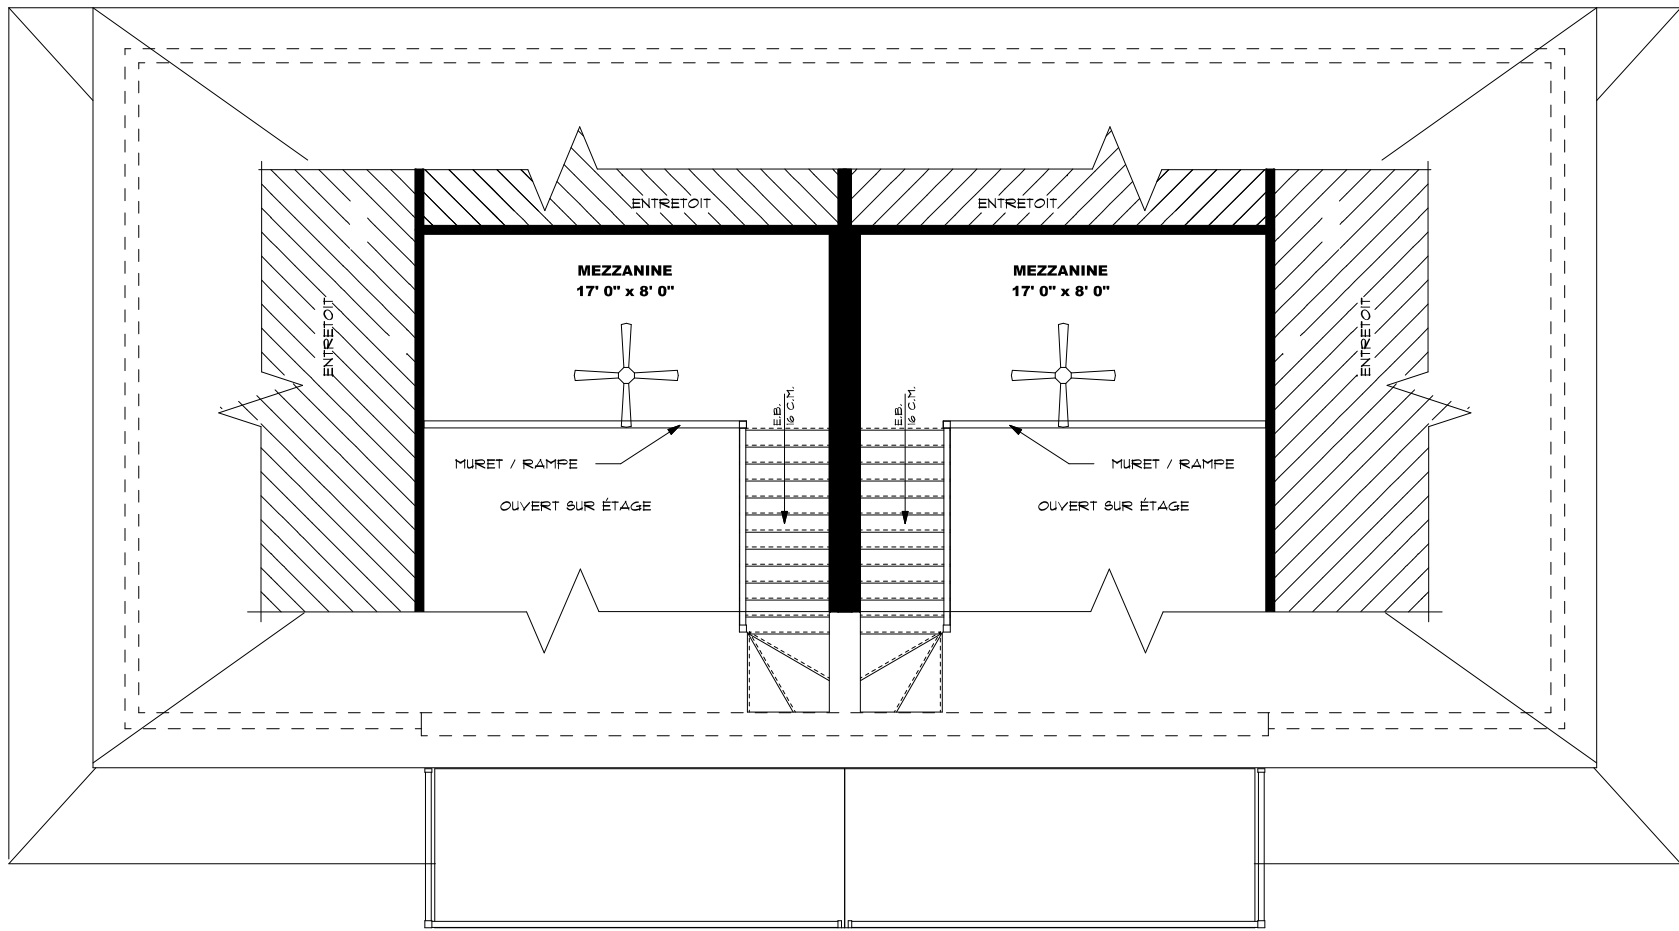 ENTRETOIT
ENTRETOIT
MEZZANINE
17' 0" x 8' 0"
MEZZANINE
17' 0" x 8' 0"
ENTRETOIT
ENTRETOIT
E.B.
16 C.M.
E.B.
16 C.M.
MURET / RAMPE
MURET / RAMPE
OUVERT SUR ÉTAGE
OUVERT SUR ÉTAGE